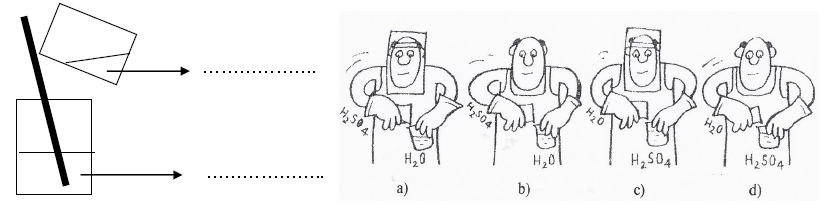 H₂SO₄
H₂O
a)
H₂SO₄
H₂O
b)
H₂O
H₂SO₄
c)
H₂O
H₂SO₄
d)